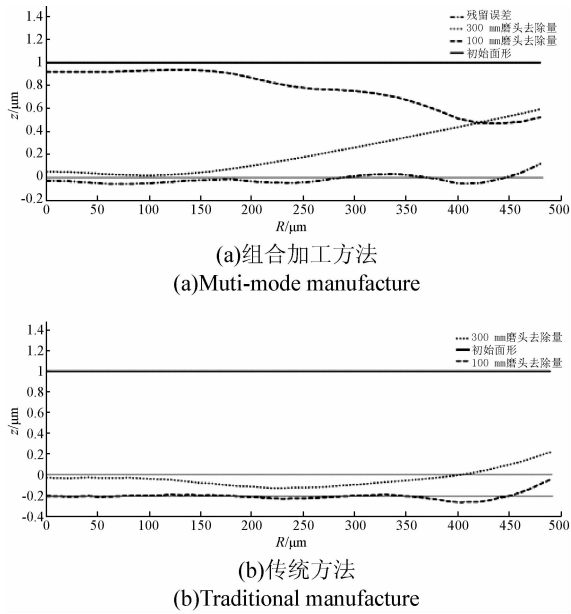 1.4
1.2
1
0.8
0.6
0.4
0.2
0
-0.2
z/μm
残留误差
300 mm磨头去除量
100 mm磨头去除量
初始面形
0 50 100 150 200 250 300 350 400 450 500
R/μm
(a)组合加工方法
(a)Muti-mode manufacture
1.4
1.2
1
0.8
0.6
0.4
0.2
0
-0.2
-0.4
z/μm
300 mm磨头去除量
初始面形
100 mm磨头去除量
0 50 100 150 200 250 300 350 400 450 500
R/μm
(b)传统方法
(b)Traditional manufacture